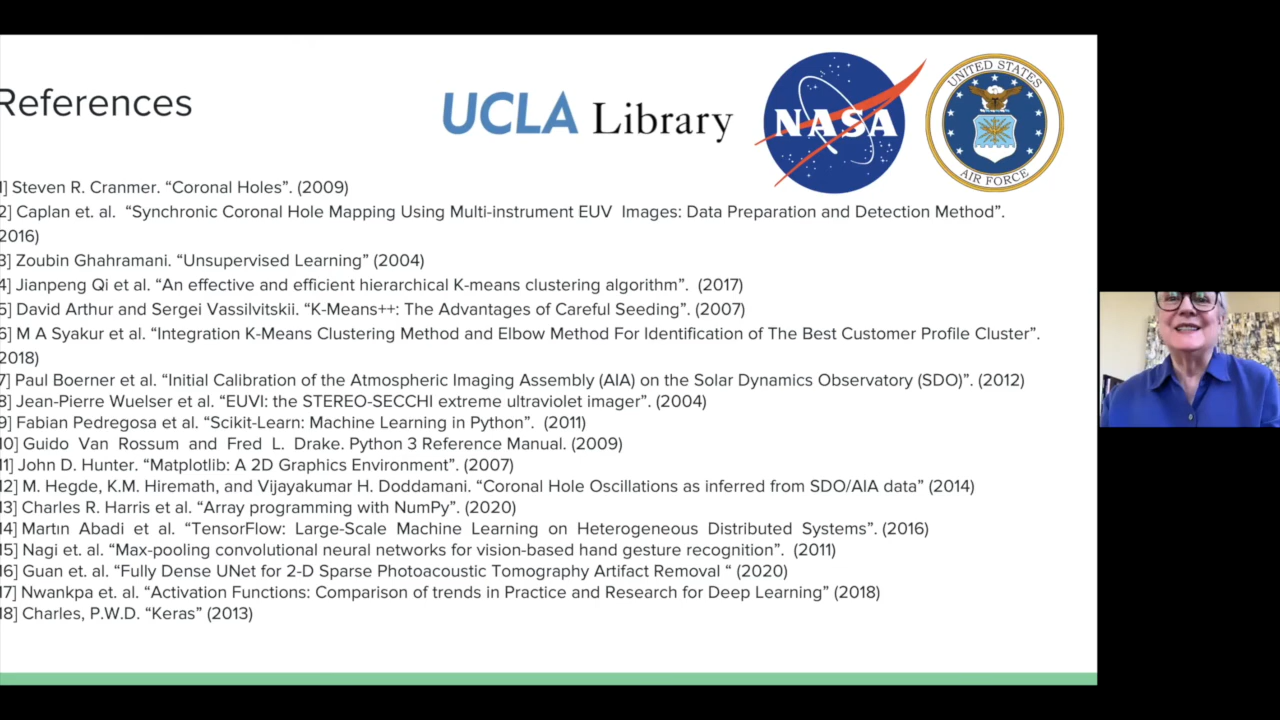 References
UCLA Library
NASA
UNITED STATES
AIR FORCE
1] Steven R. Cranmer. “Coronal Holes”. (2009)
2] Caplan et. al. “Synchronic Coronal Hole Mapping Using Multi-instrument EUV Images: Data Preparation and Detection Method”.
2016)
3] Zoubin Ghahramani. “Unsupervised Learning” (2004)
4] Jianpeng Qi et al. “An effective and efficient hierarchical K-means clustering algorithm”. (2017)
5] David Arthur and Sergei Vassilvitskii. “K-Means++: The Advantages of Careful Seeding”. (2007)
6] M A Syakur et al. “Integration K-Means Clustering Method and Elbow Method For Identification of The Best Customer Profile Cluster”.
2018)
7] Paul Boerner et al. “Initial Calibration of the Atmospheric Imaging Assembly (AIA) on the Solar Dynamics Observatory (SDO)”. (2012)
8] Jean-Pierre Wuelser et al. “EUVI: the STEREO-SECCHI extreme ultraviolet imager”. (2004)
9] Fabian Pedregosa et al. “Scikit-Learn: Machine Learning in Python”. (2011)
10] Guido Van Rossum and Fred L. Drake. Python 3 Reference Manual. (2009)
11] John D. Hunter. “Matplotlib: A 2D Graphics Environment”. (2007)
12] M. Hegde, K.M. Hiremath, and Vijayakumar H. Doddamani. “Coronal Hole Oscillations as inferred from SDO/AIA data” (2014)
13] Charles R. Harris et al. “Array programming with NumPy”. (2020)
14] Martın Abadi et al. “TensorFlow: Large-Scale Machine Learning on Heterogeneous Distributed Systems”. (2016)
15] Nagi et. al. “Max-pooling convolutional neural networks for vision-based hand gesture recognition”. (2011)
16] Guan et. al. “Fully Dense UNet for 2-D Sparse Photoacoustic Tomography Artifact Removal “ (2020)
17] Nwankpa et. al. “Activation Functions: Comparison of trends in Practice and Research for Deep Learning” (2018)
18] Charles, P.W.D. “Keras” (2013)